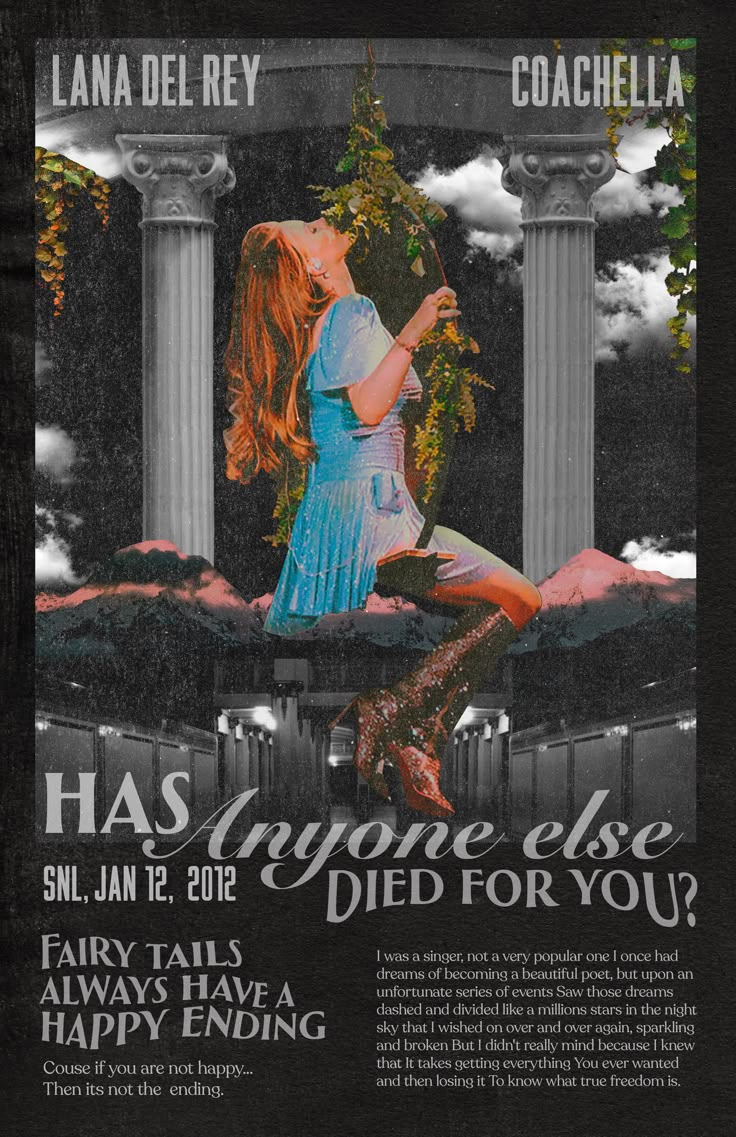 LANA DEL REY
COACHELLA
HAS Anyone else
DIED FOR YOU?
SNL, JAN 12, 2012
FAIRY TAILS
ALWAYS HAVE A
HAPPY ENDING
Couse if you are not happy...
Then its not the ending.
I was a singer, not a very popular one I once had
dreams of becoming a beautiful poet, but upon an
unfortunate series of events Saw those dreams
dashed and divided like a millions stars in the night
sky that I wished on over and over again, sparkling
and broken But I didn't really mind because I knew
that It takes getting everything You ever wanted
and then losing it To know what true freedom is.